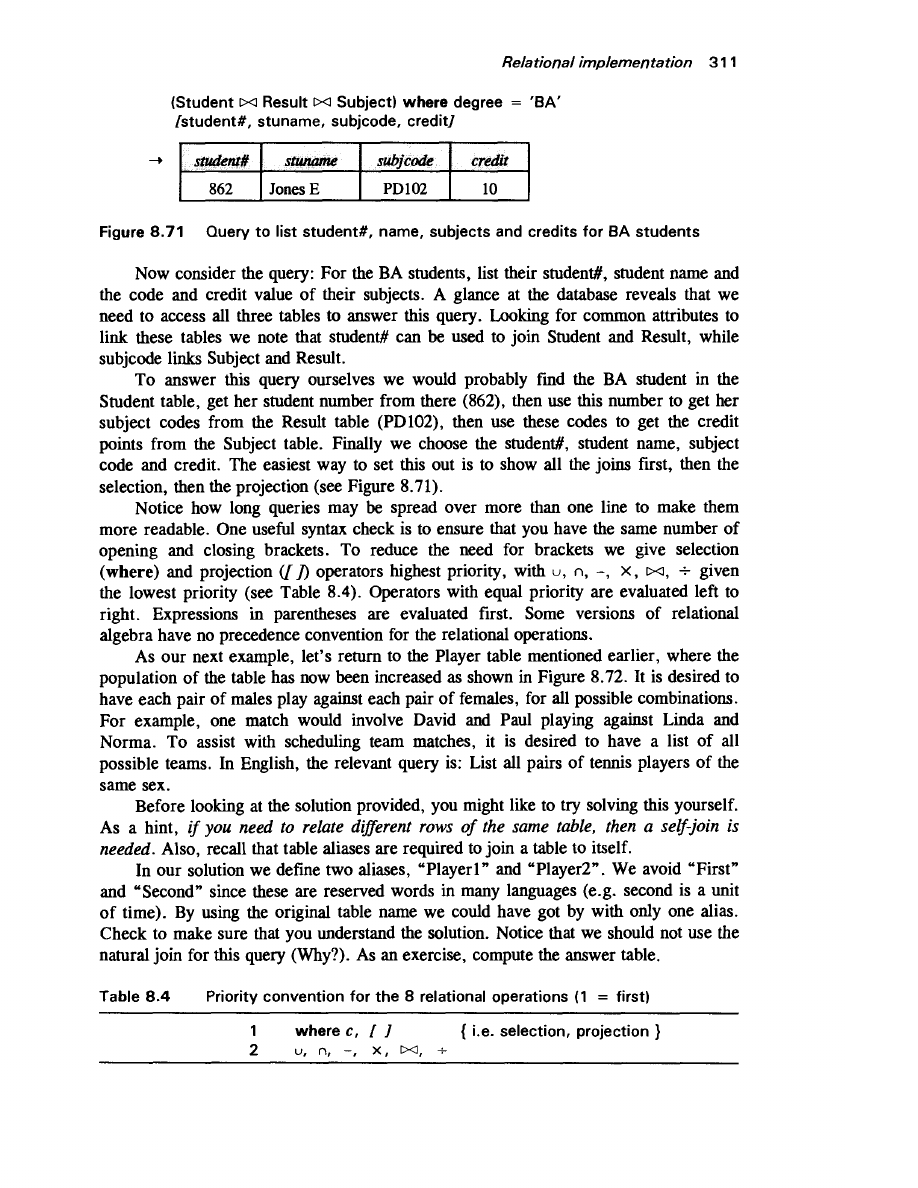 Relational implementation 311
(Student ⋈ Result ⋈ Subject) where degree = 'BA'
[student#, stuname, subjcode, credit]
→ student# stuname subjcode credit
862 Jones E PD102 10
Figure 8.71 Query to list student#, name, subjects and credits for BA students
Now consider the query: For the BA students, list their student#, student name and
the code and credit value of their subjects. A glance at the database reveals that we
need to access all three tables to answer this query. Looking for common attributes to
link these tables we note that student# can be used to join Student and Result, while
subjcode links Subject and Result.
To answer this query ourselves we would probably find the BA student in the
Student table, get her student number from there (862), then use this number to get her
subject codes from the Result table (PD102), then use these codes to get the credit
points from the Subject table. Finally we choose the student#, student name, subject
code and credit. The easiest way to set this out is to show all the joins first, then the
selection, then the projection (see Figure 8.71).
Notice how long queries may be spread over more than one line to make them
more readable. One useful syntax check is to ensure that you have the same number of
opening and closing brackets. To reduce the need for brackets we give selection
(where) and projection ([ ]) operators highest priority, with ∪, ∩, -, ×, ⋈, ÷ given
the lowest priority (see Table 8.4). Operators with equal priority are evaluated left to
right. Expressions in parentheses are evaluated first. Some versions of relational
algebra have no precedence convention for the relational operations.
As our next example, let's return to the Player table mentioned earlier, where the
population of the table has now been increased as shown in Figure 8.72. It is desired to
have each pair of males play against each pair of females, for all possible combinations.
For example, one match would involve David and Paul playing against Linda and
Norma. To assist with scheduling team matches, it is desired to have a list of all
possible teams. In English, the relevant query is: List all pairs of tennis players of the
same sex.
Before looking at the solution provided, you might like to try solving this yourself.
As a hint, if you need to relate different rows of the same table, then a self-join is
needed. Also, recall that table aliases are required to join a table to itself.
In our solution we define two aliases, "Player1" and "Player2". We avoid "First"
and "Second" since these are reserved words in many languages (e.g. second is a unit
of time). By using the original table name we could have got by with only one alias.
Check to make sure that you understand the solution. Notice that we should not use the
natural join for this query (Why?). As an exercise, compute the answer table.
Table 8.4 Priority convention for the 8 relational operations (1 = first)
1 where c, [ ] { i.e. selection, projection }
2 ∪, ∩, -, ×, ⋈, ÷